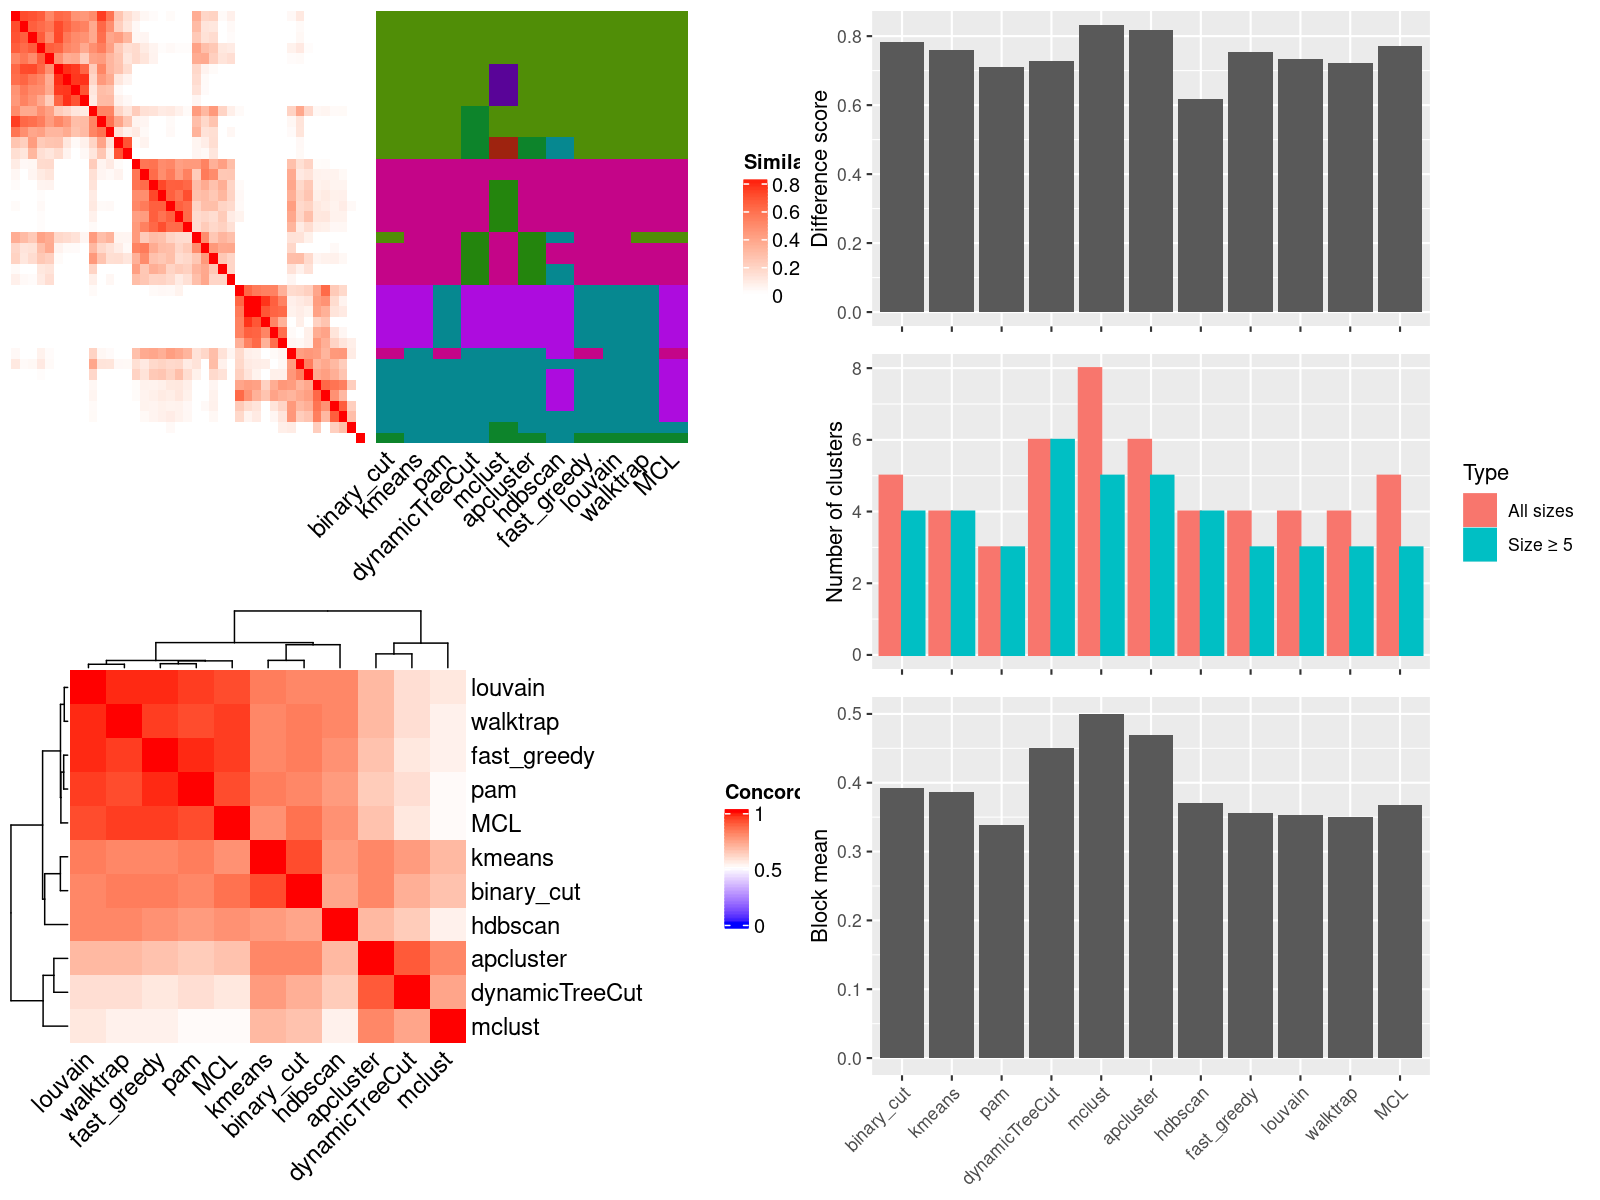 Simila
0.8
0.6
0.4
0.2
0
binary_cut
kmeans
pam
dynamicTreeCut
mclust
apcluster
hdbscan
fast_greedy
louvain
walktrap
MCL
louvain
walktrap
fast_greedy
pam
MCL
kmeans
binary_cut
hdbscan
apcluster
dynamicTreeCut
mclust
louvain
walktrap
fast_greedy
pam
MCL
kmeans
binary_cut
hdbscan
apcluster
dynamicTreeCut
mclust
Concord
1
0.5
0
Difference score
0.8
0.6
0.4
0.2
0.0
Number of clusters
8
6
4
2
0
Type
All sizes
Size ≥ 5
Block mean
0.5
0.4
0.3
0.2
0.1
0.0
binary_cut
kmeans
pam
dynamicTreeCut
mclust
apcluster
hdbscan
fast_greedy
louvain
walktrap
MCL